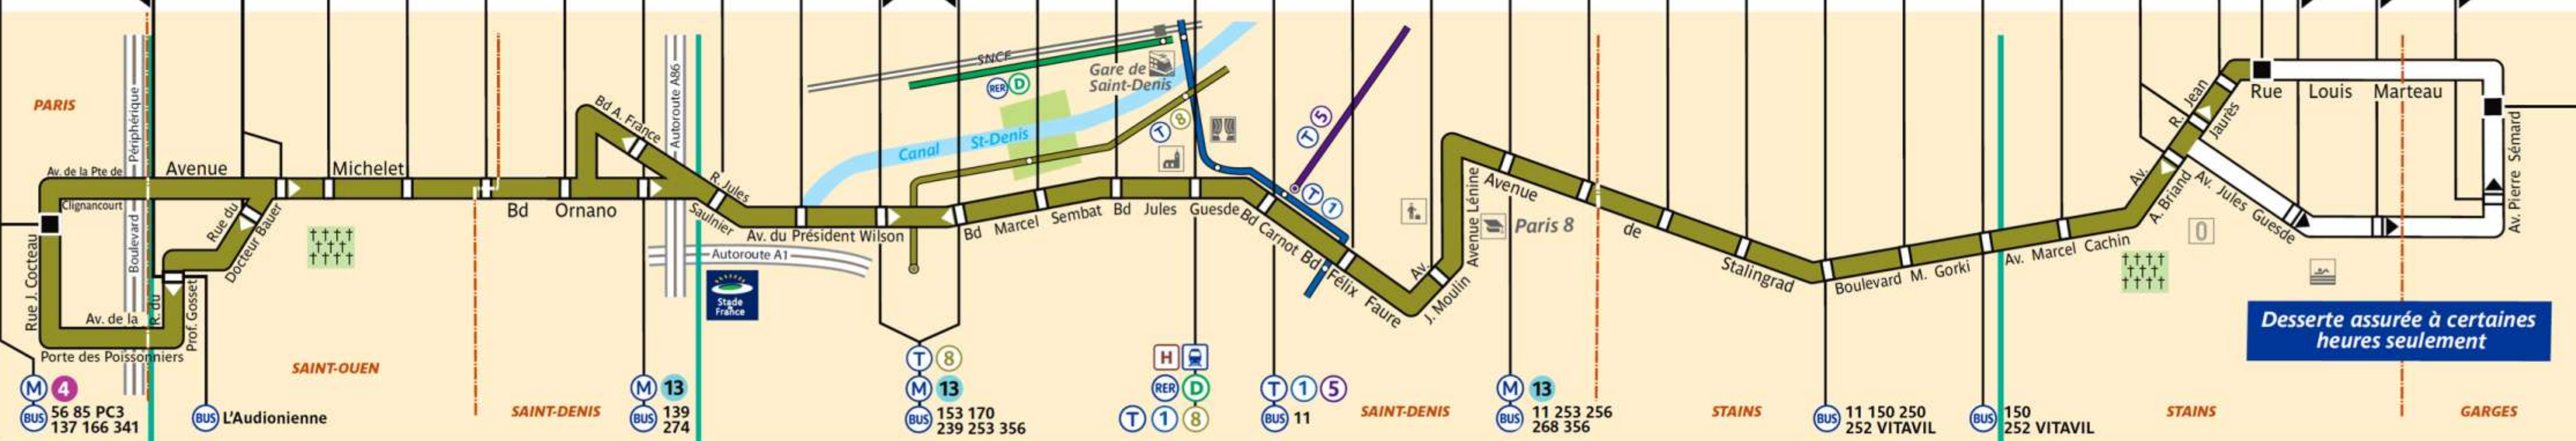 PARIS
Périphérique
Boulevard
Av. de la Pte de
Clignancourt
Avenue
Michelet
Rue J. Cocteau
Av. de la
Porte des Poissonniers
R. du
Prof. Gosset
Rue du
Docteur Bauer
M 4
BUS 56 85 PC3
137 166 341
BUS L'Audionienne
SAINT-OUEN
Bd Ornano
SAINT-DENIS
Bd A. France
Autoroute A86
R. Jules
Saulnier
Autoroute A1
Stade
France
M 13
BUS 139
274
Av. du Président Wilson
SNCF
RER D
Canal St-Denis
Gare de
Saint-Denis
T 8
T 5
T 1
Bd Marcel Sembat
Bd Jules Guesde
Bd Carnot
Bd Félix Faure
T 8
M 13
BUS 153 170
239 253 356
H
RER D
T 1 8
T 1 5
BUS 11
SAINT-DENIS
Av.
J. Moulin
Avenue Lénine
Paris 8
M 13
BUS 11 253 256
268 356
Avenue
de
Stalingrad
STAINS
Boulevard M. Gorki
BUS 11 150 250
252 VITAVIL
Av. Marcel Cachin
BUS 150
252 VITAVIL
Av.
A. Briand
R. Jean
Jaurès
Av. Jules Guesde
Rue Louis Marteau
Av. Pierre Sémard
Desserte assurée à certaines
heures seulement
STAINS
GARGES